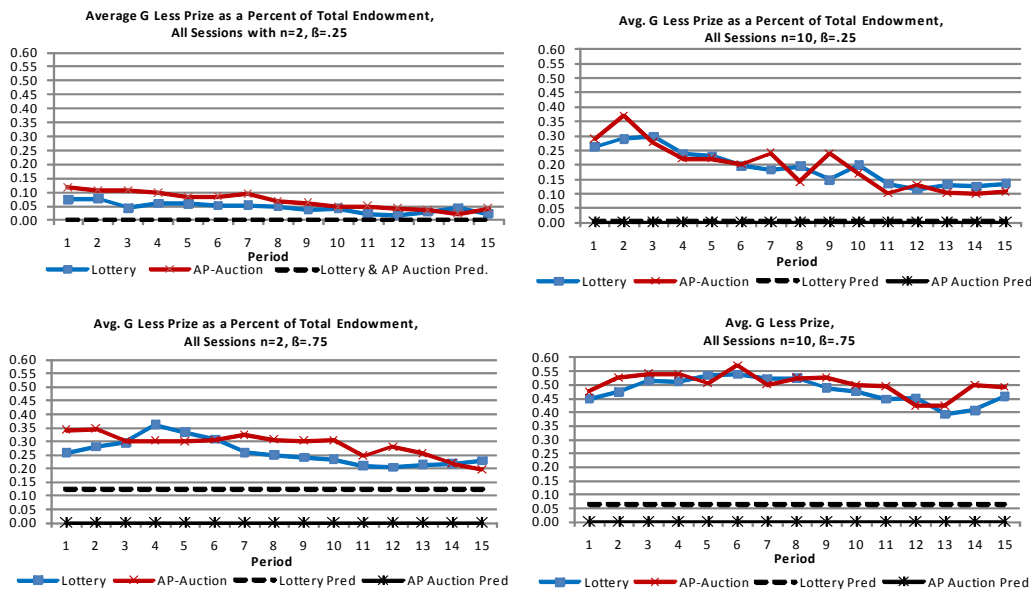 Average G Less Prize as a Percent of Total Endowment,
All Sessions with n=2, ß=.25
0.60
0.55
0.50
0.45
0.40
0.35
0.30
0.25
0.20
0.15
0.10
0.05
0.00
1 2 3 4 5 6 7 8 9 10 11 12 13 14 15
Period
Lottery AP-Auction Lottery & AP Auction Pred.
Avg. G Less Prize as a Percent of Total Endowment,
All Sessions n=10, ß=.25
0.60
0.55
0.50
0.45
0.40
0.35
0.30
0.25
0.20
0.15
0.10
0.05
0.00
1 2 3 4 5 6 7 8 9 10 11 12 13 14 15
Period
Lottery AP-Auction Lottery Pred AP Auction Pred
Avg. G Less Prize as a Percent of Total Endowment,
All Sessions n=2, ß=.75
0.60
0.55
0.50
0.45
0.40
0.35
0.30
0.25
0.20
0.15
0.10
0.05
0.00
1 2 3 4 5 6 7 8 9 10 11 12 13 14 15
Period
Lottery AP-Auction Lottery Pred AP Auction Pred
Avg. G Less Prize,
All Sessions n=10, ß=.75
0.60
0.55
0.50
0.45
0.40
0.35
0.30
0.25
0.20
0.15
0.10
0.05
0.00
1 2 3 4 5 6 7 8 9 10 11 12 13 14 15
Period
Lottery AP-Auction Lottery Pred AP Auction Pred